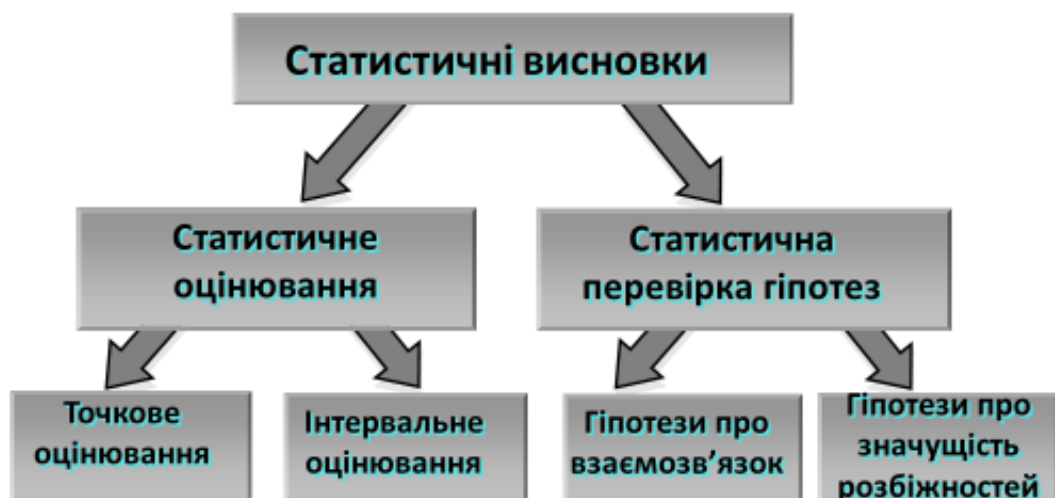 Статистичні висновки
Статистичне
оцінювання
Статистична
перевірка гіпотез
Точкове
оцінювання
Інтервальне
оцінювання
Гіпотези про
взаємозв’язок
Гіпотези про
значущість
розбіжностей